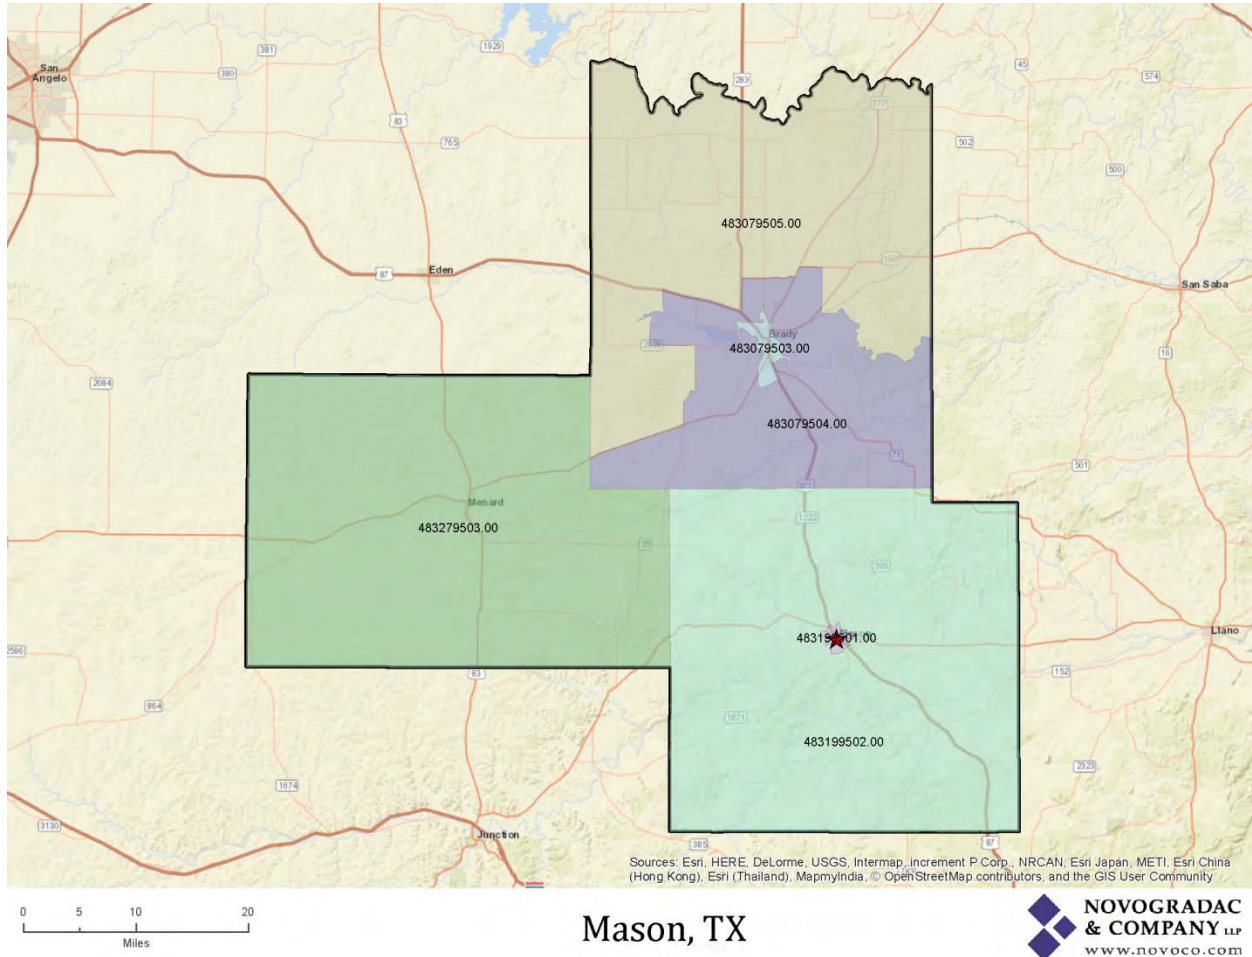 1929
381
San
Angelo
380
283
45
574
377
83
765
502
500
483079505.00
87
Eden
190
San Saba
Brady
483079503.00
16
2084
483079504.00
71
501
Menard
377
483279503.00
1222
29
386
483199501.00
Llano
2596
83
152
864
1871
483199502.00
2323
1674
3130
Junction
385
87
Sources: Esri, HERE, DeLorme, USGS, Intermap, increment P Corp., NRCAN, Esri Japan, METI, Esri China
(Hong Kong), Esri (Thailand), MapmyIndia, © OpenStreetMap contributors, and the GIS User Community
0 5 10 20
Miles
Mason, TX
NOVOGRADAC
& COMPANY LLP
www.novoco.com